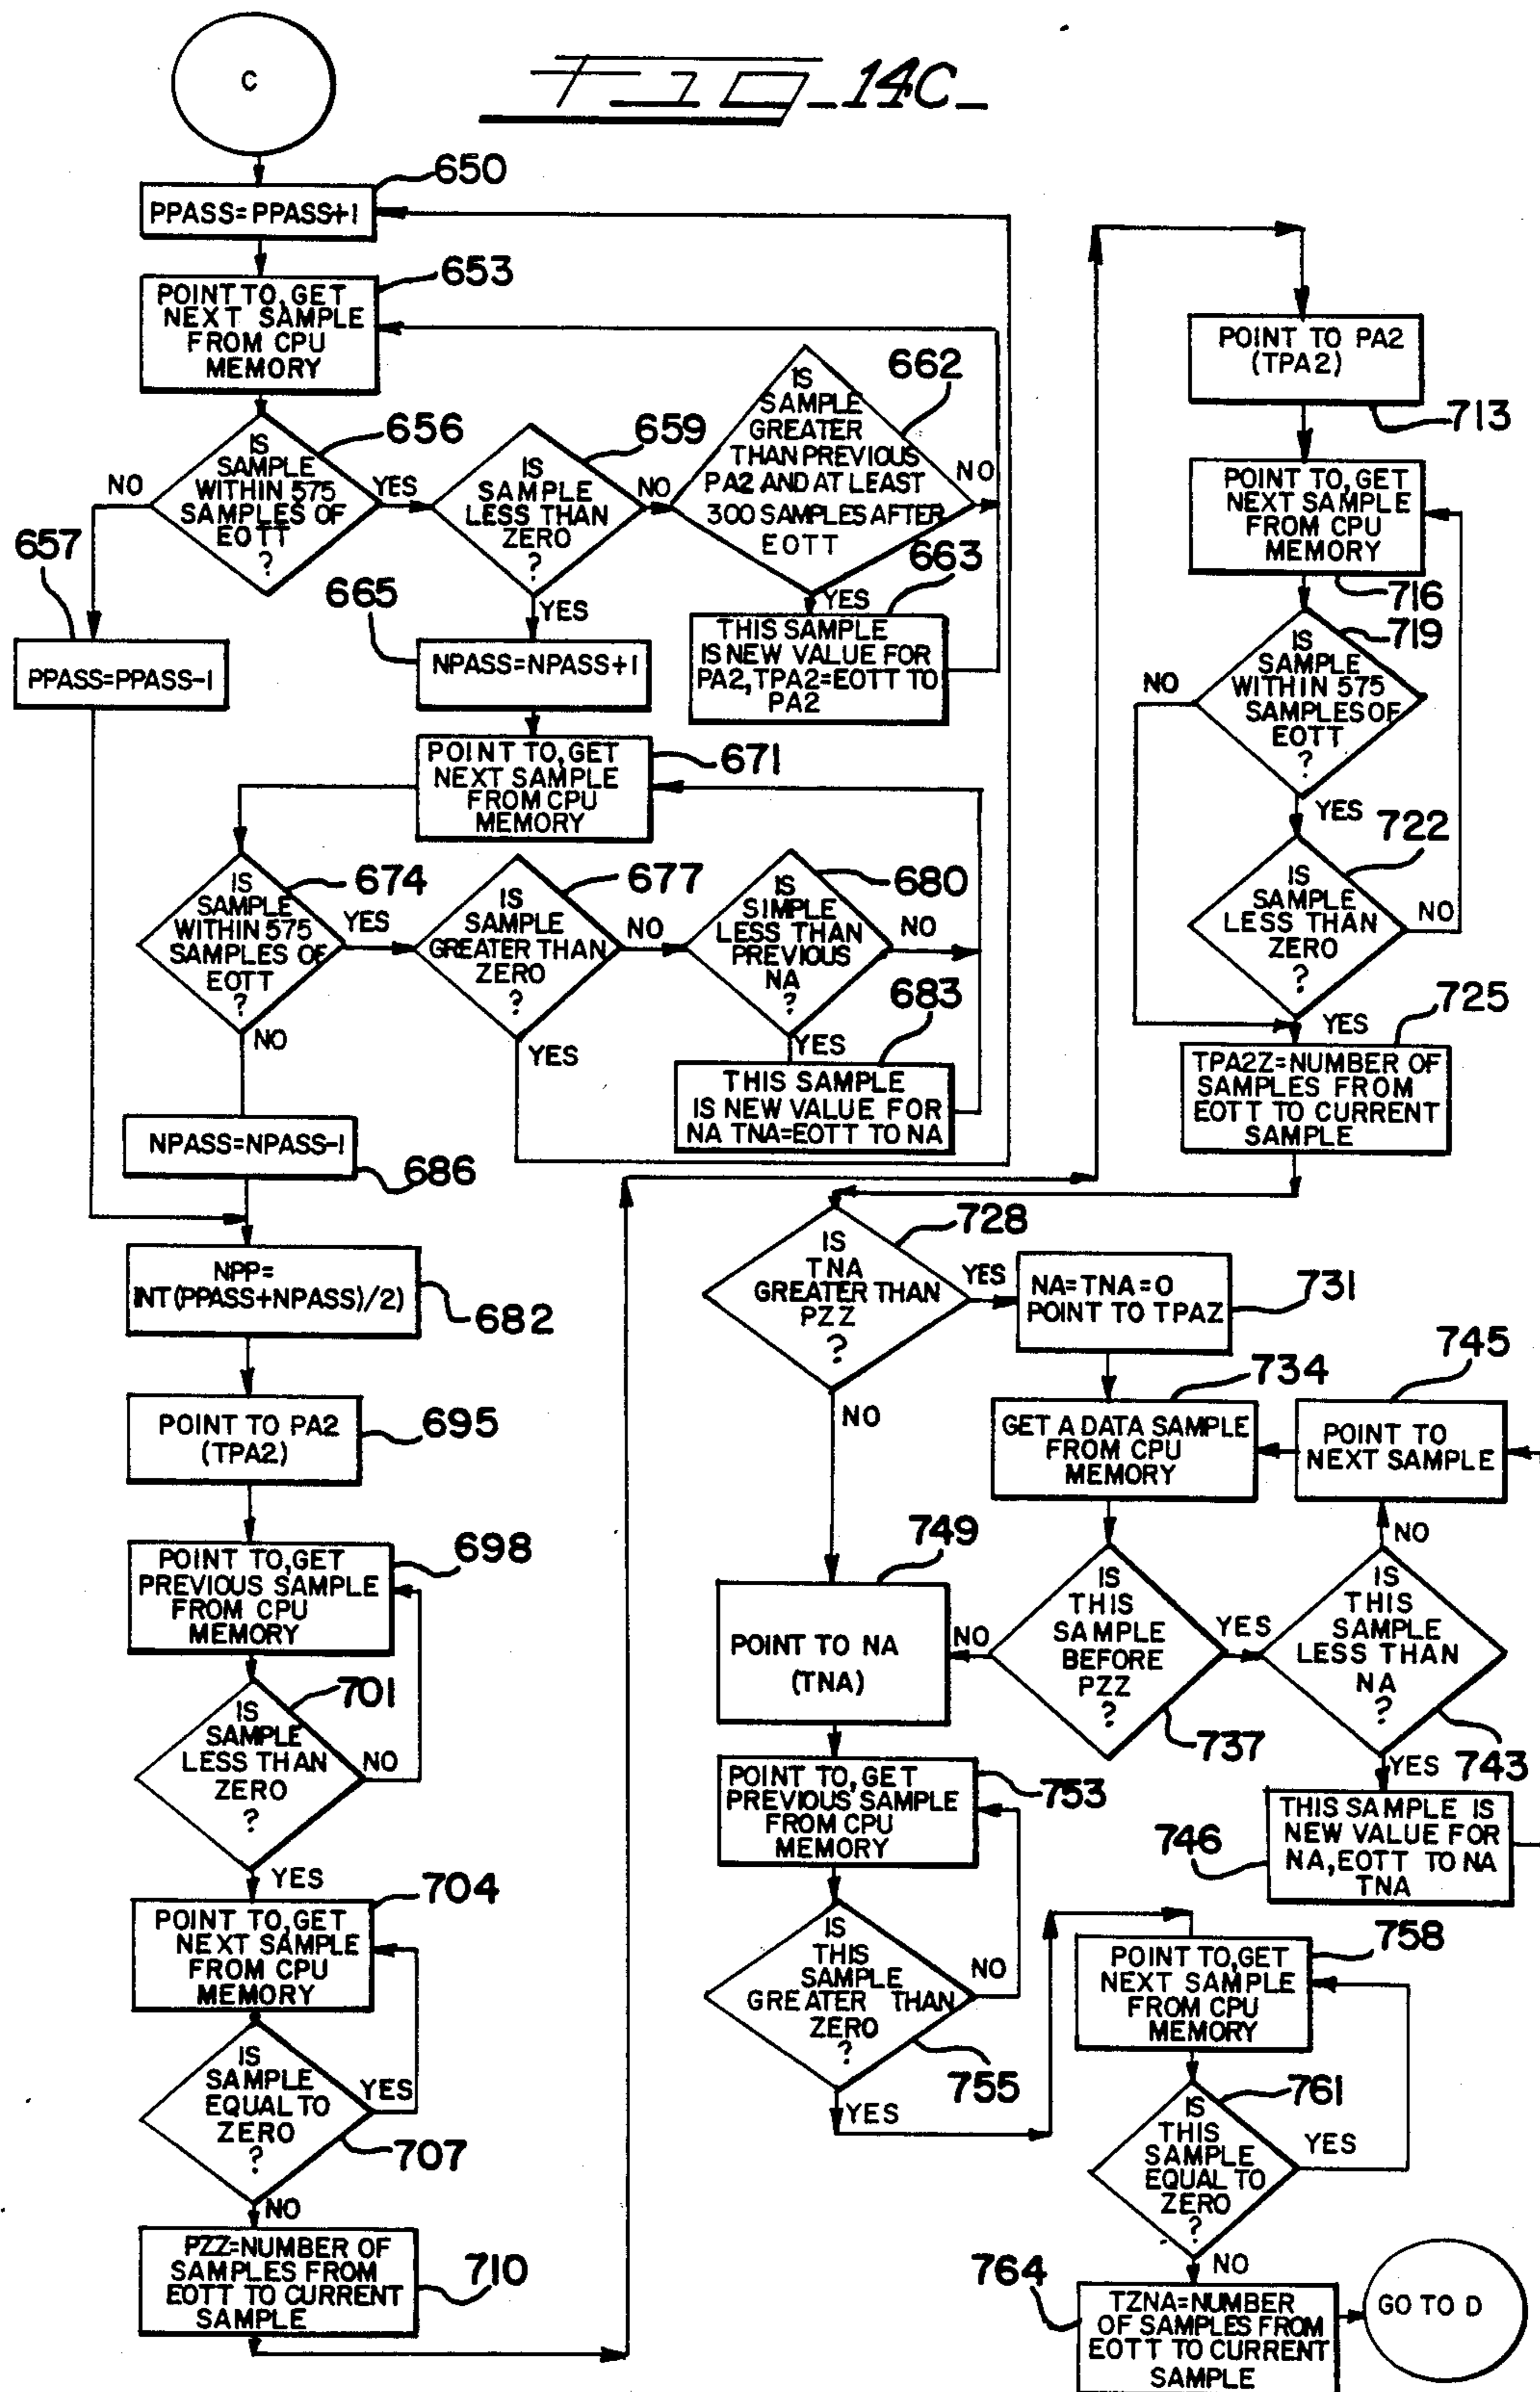 C
FIG_14C_
650
PPASS=PPASS+1
653
POINT TO, GET
NEXT SAMPLE
FROM CPU
MEMORY
656
IS
SAMPLE
WITHIN 575
SAMPLES OF
EOTT
?
NO
YES
659
IS
SAMPLE
LESS THAN
ZERO
?
NO
YES
662
IS
SAMPLE
GREATER
THAN PREVIOUS
PA2 AND AT LEAST
300 SAMPLES AFTER
EOTT
NO
YES
657
PPASS=PPASS-1
665
NPASS=NPASS+1
663
THIS SAMPLE
IS NEW VALUE FOR
PA2, TPA2=EOTT TO
PA2
671
POINT TO, GET
NEXT SAMPLE
FROM CPU
MEMORY
674
IS
SAMPLE
WITHIN 575
SAMPLES OF
EOTT
?
YES
NO
677
IS
SAMPLE
GREATER THAN
ZERO
?
NO
YES
680
IS
SIMPLE
LESS THAN
PREVIOUS
NA
?
NO
YES
683
THIS SAMPLE
IS NEW VALUE FOR
NA TNA=EOTT TO NA
NPASS=NPASS-1
686
NPP=
INT(PPASS+NPASS)/2)
682
POINT TO PA2
(TPA2)
695
POINT TO, GET
PREVIOUS SAMPLE
FROM CPU
MEMORY
698
IS
SAMPLE
LESS THAN
ZERO
?
701
NO
YES
704
POINT TO, GET
NEXT SAMPLE
FROM CPU
MEMORY
IS
SAMPLE
EQUAL TO
ZERO
?
YES
707
NO
PZZ=NUMBER OF
SAMPLES FROM
EOTT TO CURRENT
SAMPLE
710
POINT TO PA2
(TPA2)
713
POINT TO, GET
NEXT SAMPLE
FROM CPU
MEMORY
716
719
IS
SAMPLE
WITHIN 575
SAMPLES OF
EOTT
?
NO
YES
722
IS
SAMPLE
LESS THAN
ZERO
?
NO
YES
725
TPA2Z=NUMBER OF
SAMPLES FROM
EOTT TO CURRENT
SAMPLE
728
IS
TNA
GREATER THAN
PZZ
?
YES
NO
NA=TNA=0
POINT TO TPAZ
731
734
GET A DATA SAMPLE
FROM CPU
MEMORY
745
POINT TO
NEXT SAMPLE
IS
THIS
SAMPLE
BEFORE
PZZ
?
NO
YES
737
IS
THIS
SAMPLE
LESS THAN
NA
?
NO
YES
743
746
THIS SAMPLE IS
NEW VALUE FOR
NA, EOTT TO NA
TNA
749
POINT TO NA
(TNA)
POINT TO, GET
PREVIOUS SAMPLE
FROM CPU
MEMORY
753
IS
THIS
SAMPLE
GREATER THAN
ZERO
?
NO
755
YES
758
POINT TO, GET
NEXT SAMPLE
FROM CPU
MEMORY
761
IS
THIS
SAMPLE
EQUAL TO
ZERO
?
YES
NO
764
TZNA=NUMBER
OF SAMPLES FROM
EOTT TO CURRENT
SAMPLE
GO TO D